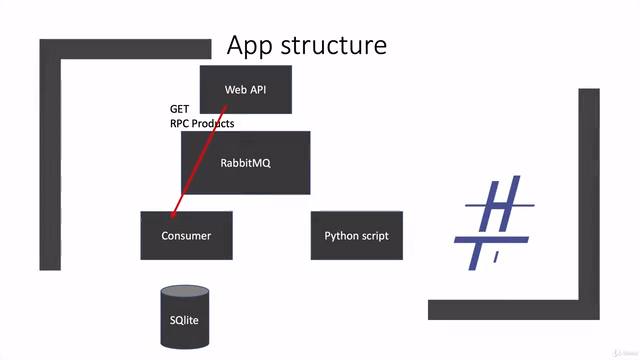 App structure
Web API
GET
RPC Products
RabbitMQ
Consumer
Python script
SQlite